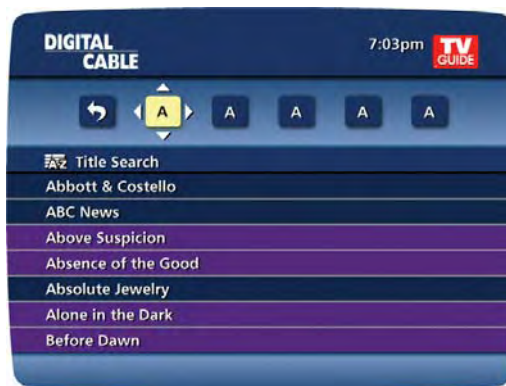 DIGITAL
CABLE
7:03pm
TV
GUIDE
A A A A A
A-Z Title Search
Abbott & Costello
ABC News
Above Suspicion
Absence of the Good
Absolute Jewelry
Alone in the Dark
Before Dawn